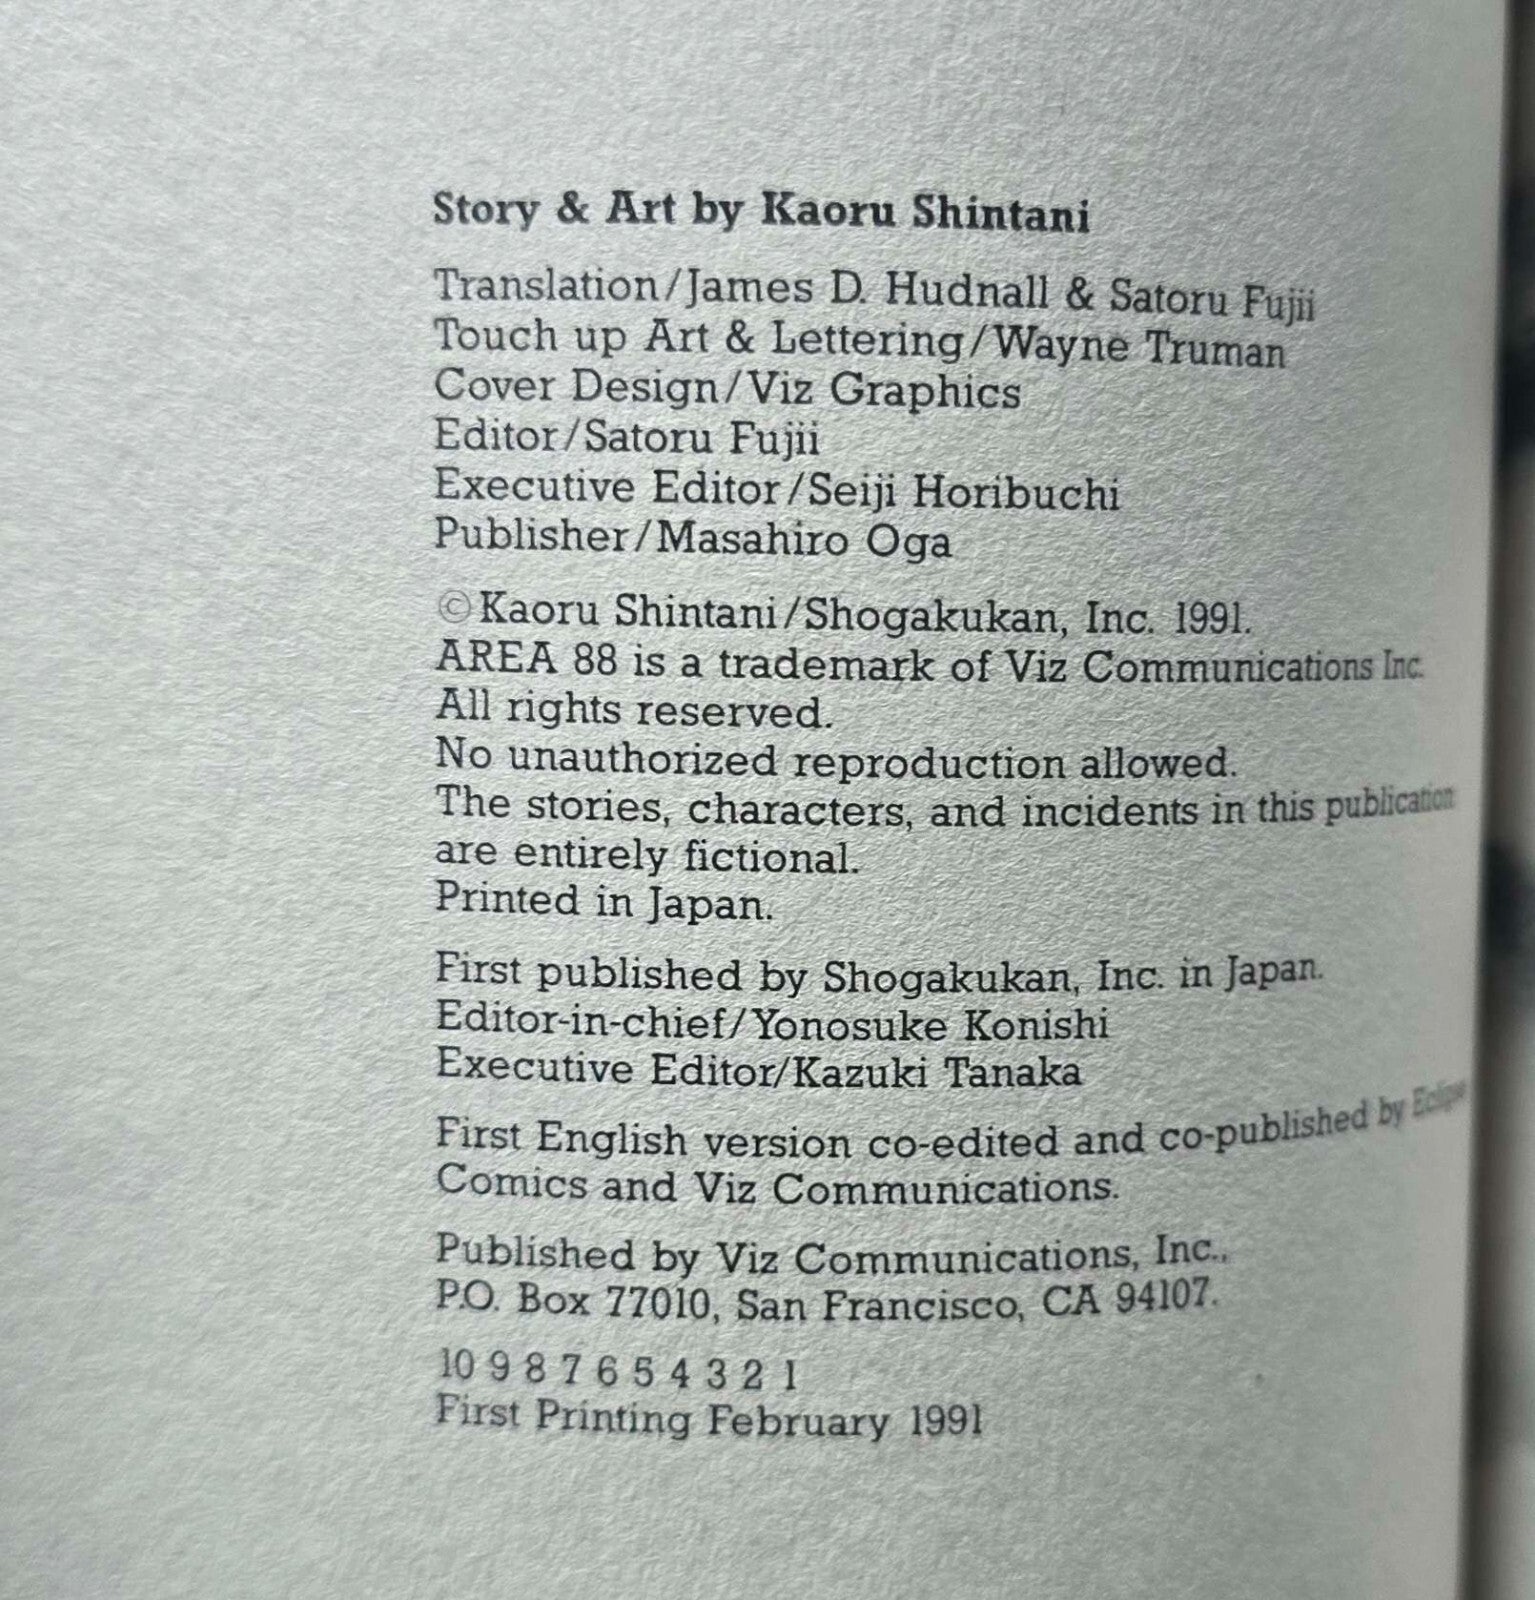 Story & Art by Kaoru Shintani
Translation/James D. Hudnall & Satoru Fujii
Touch up Art & Lettering/Wayne Truman
Cover Design/Viz Graphics
Editor/Satoru Fujii
Executive Editor/Seiji Horibuchi
Publisher/Masahiro Oga
©Kaoru Shintani/Shogakukan, Inc. 1991.
AREA 88 is a trademark of Viz Communications Inc.
All rights reserved.
No unauthorized reproduction allowed.
The stories, characters, and incidents in this publication
are entirely fictional.
Printed in Japan.
First published by Shogakukan, Inc. in Japan.
Editor-in-chief/Yonosuke Konishi
Executive Editor/Kazuki Tanaka
First English version co-edited and co-published by Eclipse
Comics and Viz Communications.
Published by Viz Communications, Inc.,
P.O. Box 77010, San Francisco, CA 94107.
10 9 8 7 6 5 4 3 2 1
First Printing February 1991